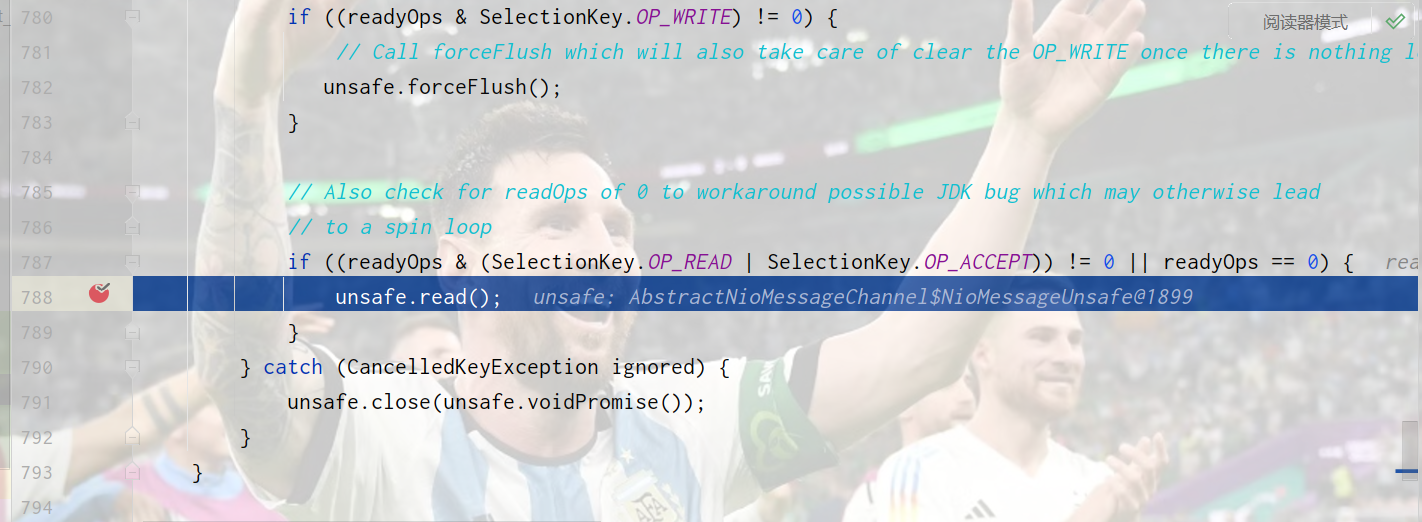 780 if ((readyOps & SelectionKey.OP_WRITE) != 0) {
阅读器模式
781 // Call forceFlush which will also take care of clear the OP_WRITE once there is nothing l
782 unsafe.forceFlush();
783 }
784
785 // Also check for readOps of 0 to workaround possible JDK bug which may otherwise lead
786 // to a spin loop
787 if ((readyOps & (SelectionKey.OP_READ | SelectionKey.OP_ACCEPT)) != 0 || readyOps == 0) { rea
788 unsafe.read(); unsafe: AbstractNioMessageChannel$NioMessageUnsafe@1899
789 }
790 } catch (CancelledKeyException ignored) {
791 unsafe.close(unsafe.voidPromise());
792 }
793 }
794
AFA